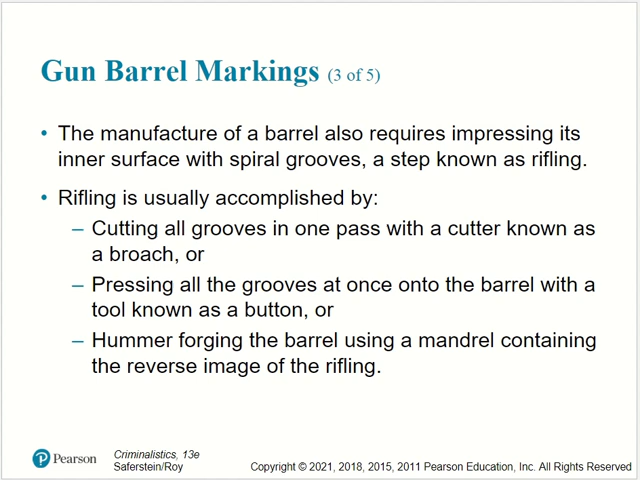 Gun Barrel Markings (3 of 5)
• The manufacture of a barrel also requires impressing its
inner surface with spiral grooves, a step known as rifling.
• Rifling is usually accomplished by:
– Cutting all grooves in one pass with a cutter known as
a broach, or
– Pressing all the grooves at once onto the barrel with a
tool known as a button, or
– Hummer forging the barrel using a mandrel containing
the reverse image of the rifling.
Pearson
Criminalistics, 13e
Saferstein/Roy
Copyright © 2021, 2018, 2015, 2011 Pearson Education, Inc. All Rights Reserved